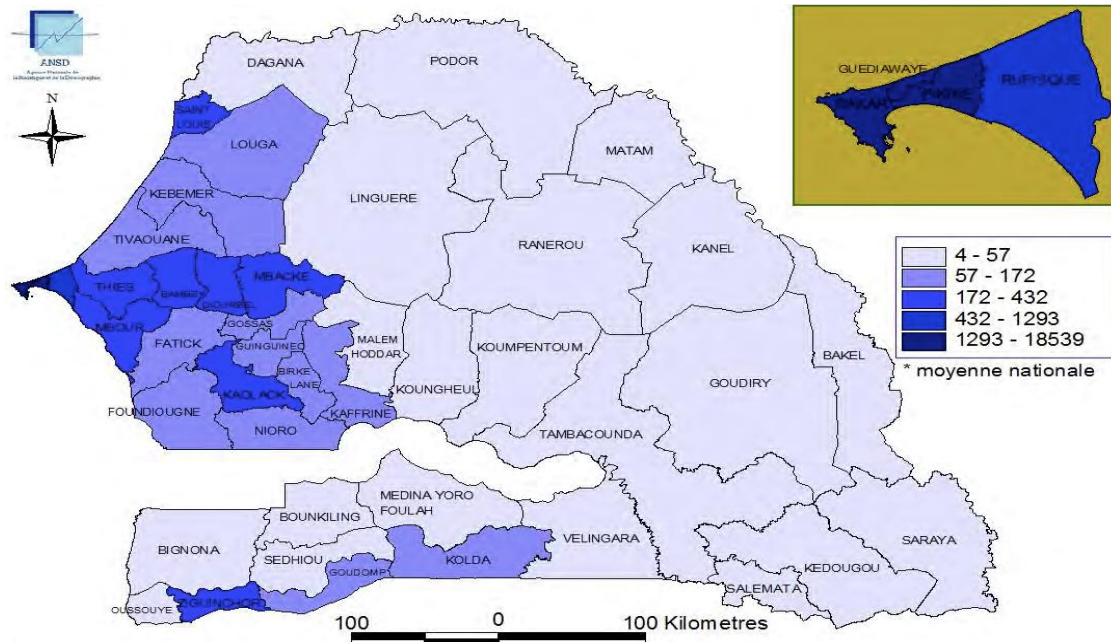 ANSD
N
DAGANA
PODOR
SAINT
LOUIS
LOUGA
MATAM
LINGUERE
KEBEMER
TIVAOUANE
RANEROU
KANEL
THIES
BAMBEY
DIOURBEL
MBACKE
MBOUR
GOSSAS
FATICK
GUINGUINEO
MALEM
HODDAR
KOUMPENTOUM
BIRKE
LANE
KOUNGHEUL
GOUDIRY
BAKEL
KAOLACK
FOUNDIOUGNE
KAFFRINE
NIORO
TAMBACOUNDA
MEDINA YORO
FOULAH
BOUNKILING
BIGNONA
VELINGARA
SEDHIOU
KOLDA
GOUDOMP
SARAYA
KEDOUGOU
SALEMATA
OUSSOUYE
ZIGUINCHOR
100 0 100 Kilometres
GUEDIAWAYE
RUFISQUE
PIKINE
DAKAR
4 - 57
57 - 172
172 - 432
432 - 1293
1293 - 18539
* moyenne nationale